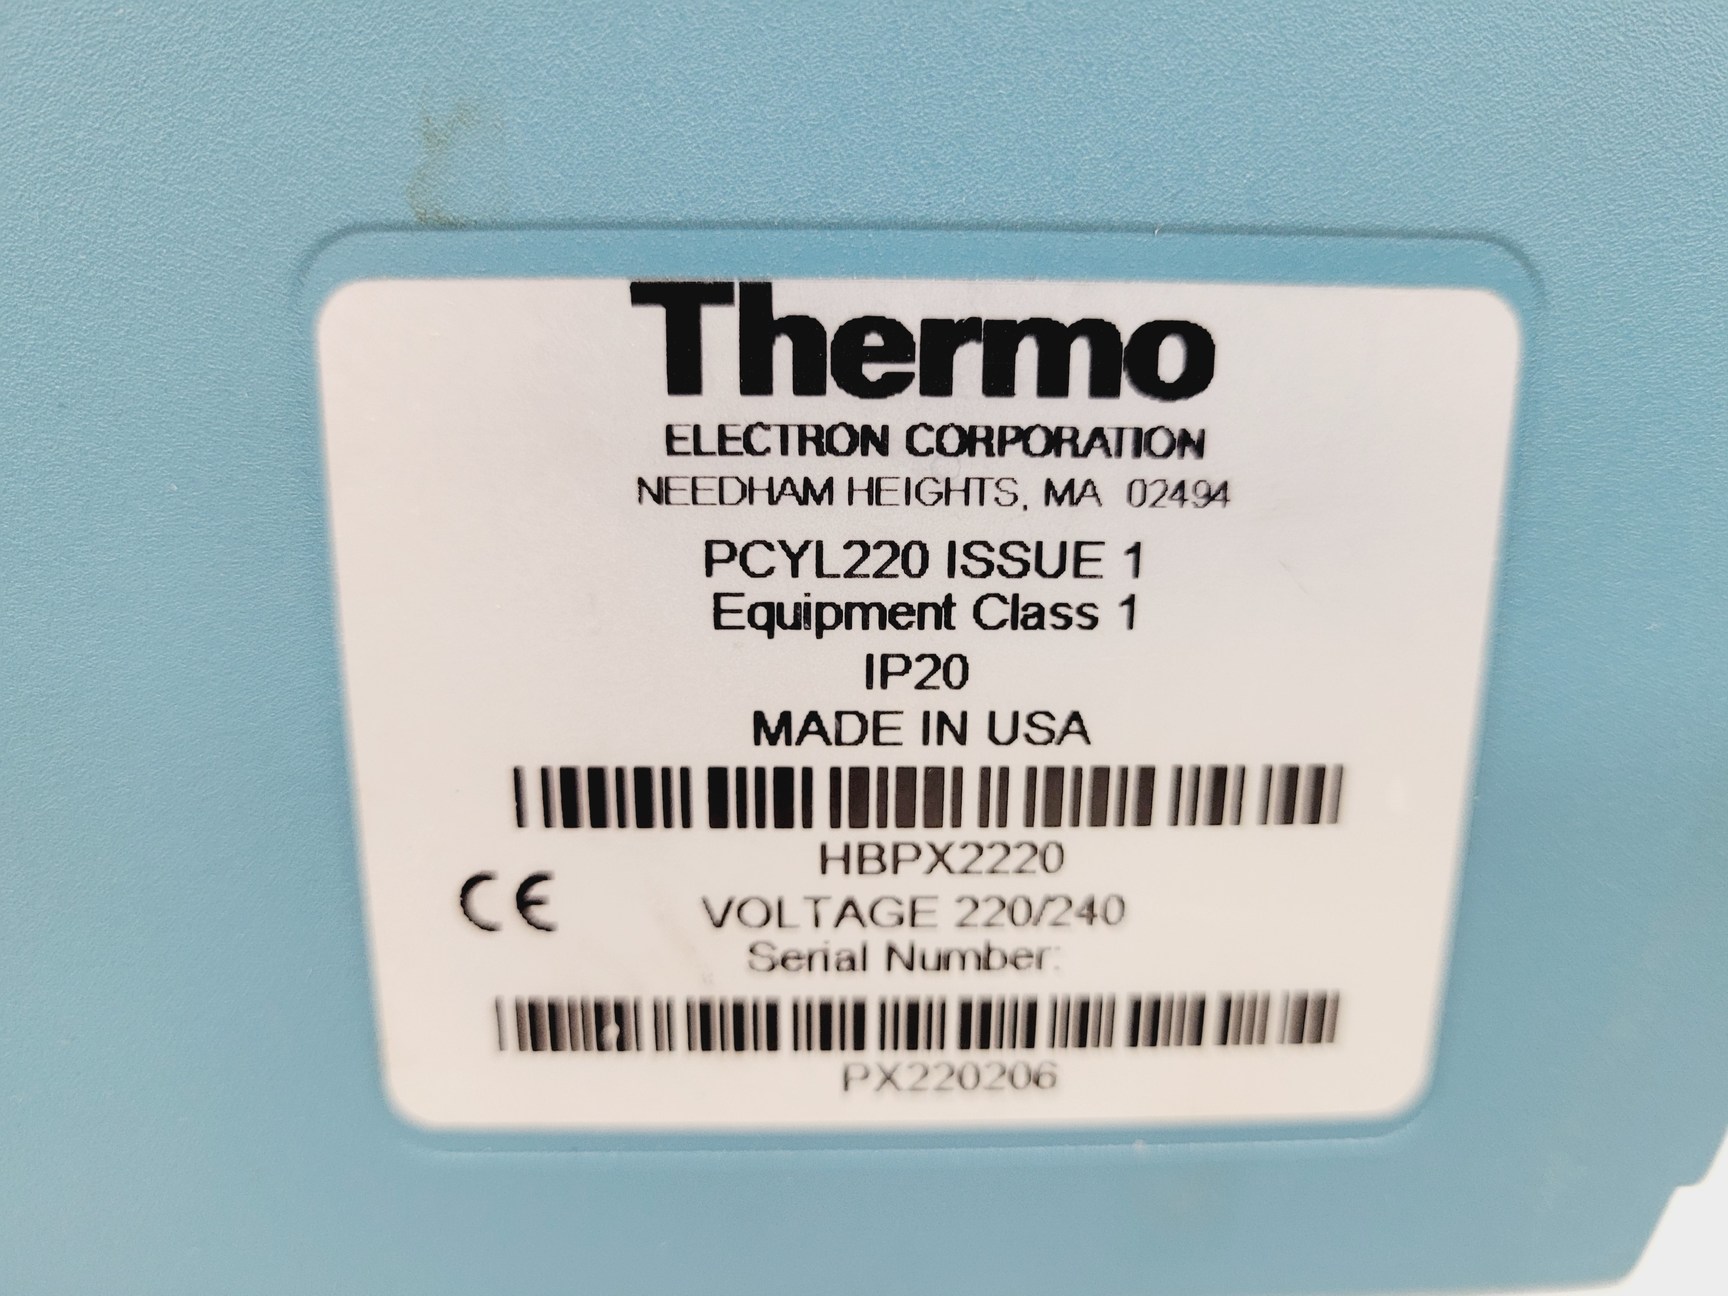 Thermo
ELECTRON CORPORATION
NEEDHAM HEIGHTS, MA 02494
PCYL220 ISSUE 1
Equipment Class 1
IP20
MADE IN USA
HBPX2220
CE
VOLTAGE 220/240
Serial Number:
PX220206